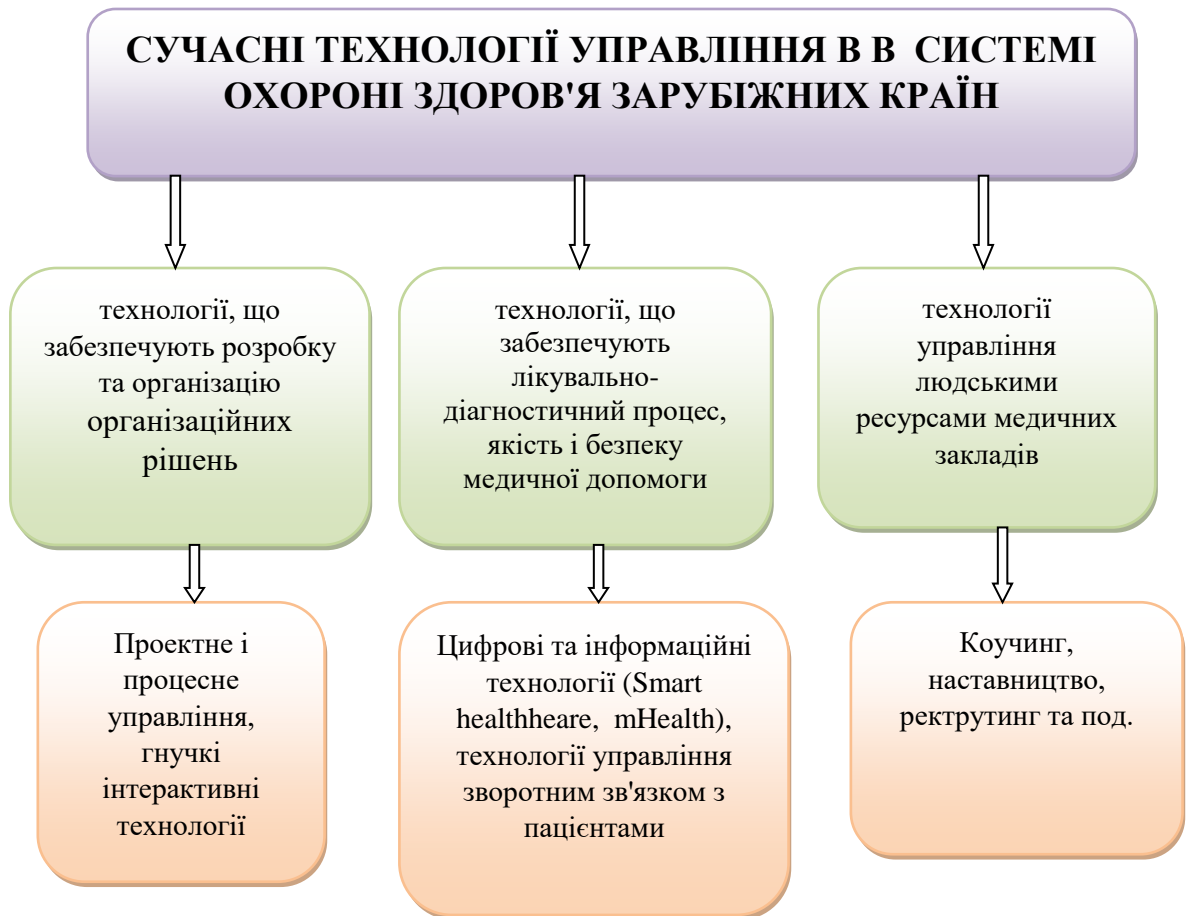 СУЧАСНІ ТЕХНОЛОГІЇ УПРАВЛІННЯ В В СИСТЕМІ
ОХОРОНІ ЗДОРОВ'Я ЗАРУБІЖНИХ КРАЇН
технології, що
забезпечують розробку
та організацію
організаційних
рішень
технології, що
забезпечують
лікувально-
діагностичний процес,
якість і безпеку
медичної допомоги
технології
управління
людськими
ресурсами медичних
закладів
Проектне і
процесне
управління,
гнучкі
інтерактивні
технології
Цифрові та інформаційні
технології (Smart
healthheare, mHealth),
технології управління
зворотним зв'язком з
пацієнтами
Коучинг,
наставництво,
ректрутинг та под.